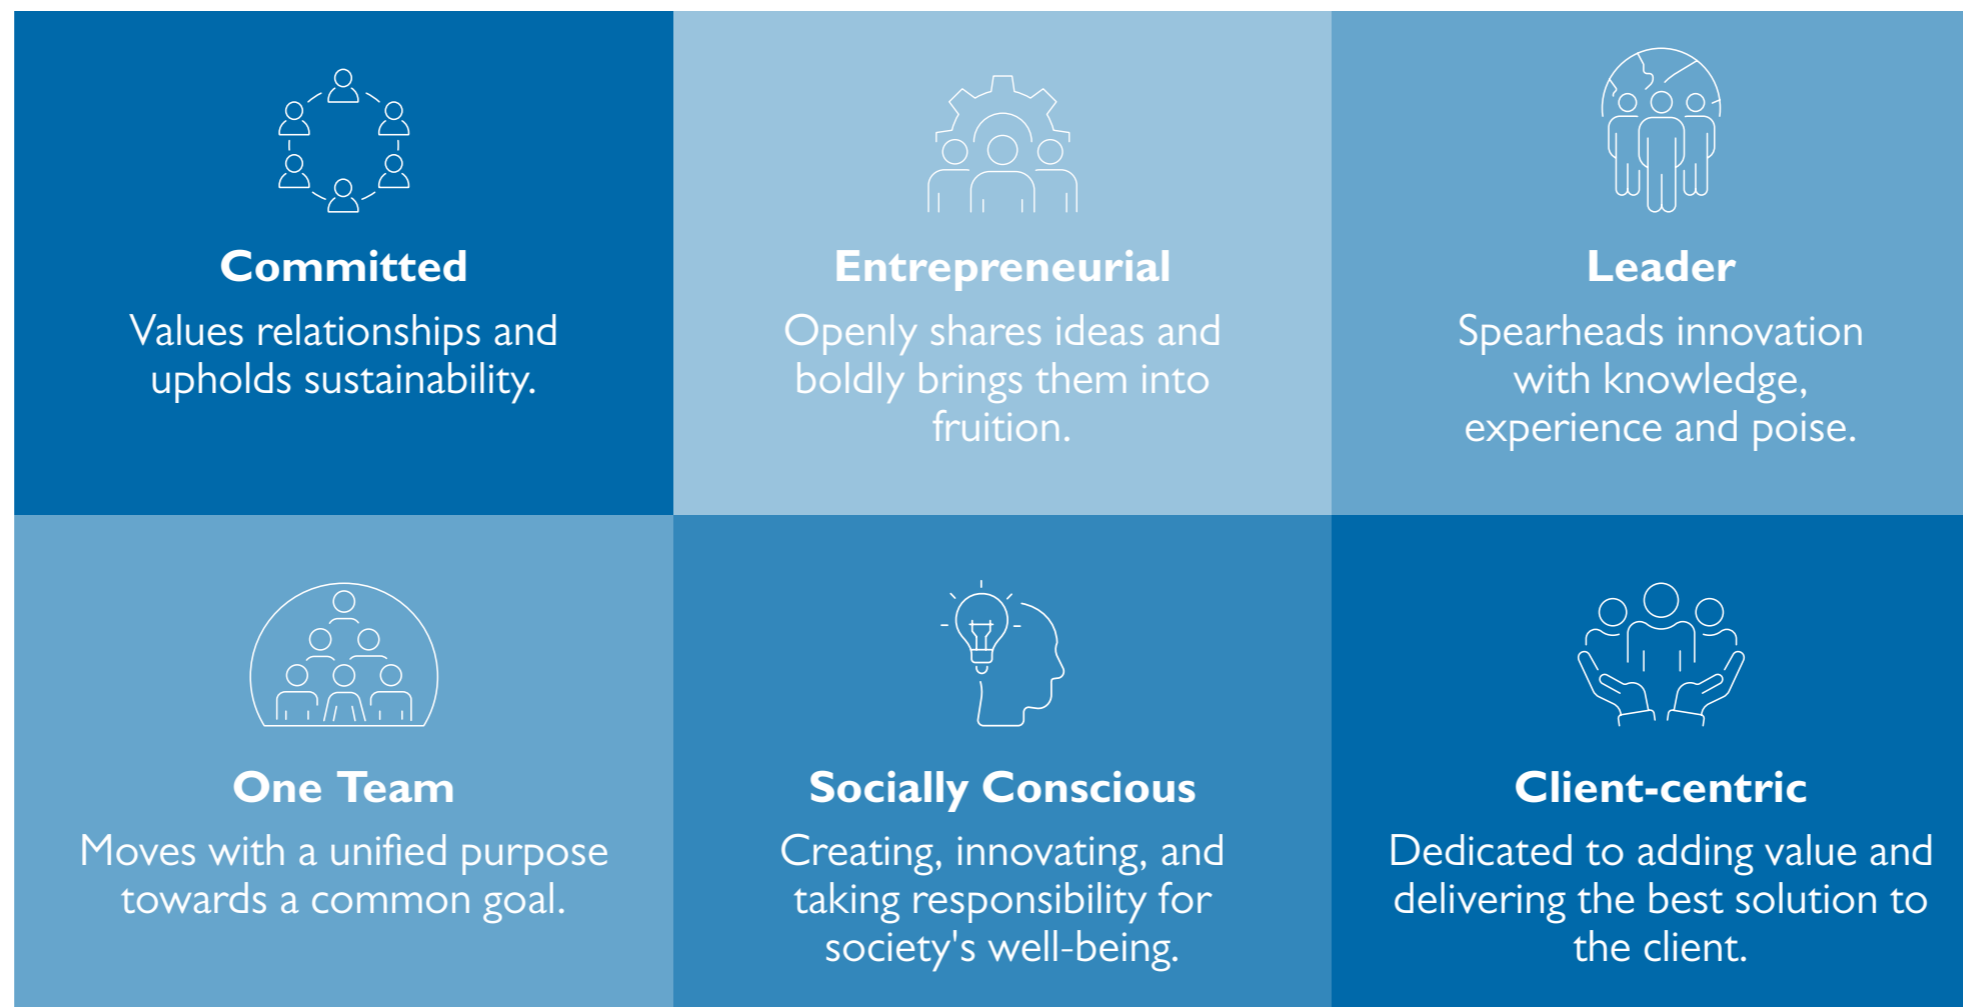 Committed
Values relationships and
upholds sustainability.
Entrepreneurial
Openly shares ideas and
boldly brings them into
fruition.
Leader
Spearheads innovation
with knowledge,
experience and poise.
One Team
Moves with a unified purpose
towards a common goal.
Socially Conscious
Creating, innovating, and
taking responsibility for
society's well-being.
Client-centric
Dedicated to adding value and
delivering the best solution to
the client.